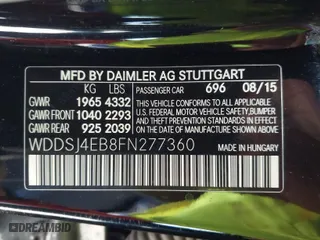 MFD BY DAIMLER AG STUTTGART
KG LBS PASSENGER CAR 696 08/15
GVWR 1965 4332
GAWR FRONT 1040 2293
GAWR REAR 925 2039
THIS VEHICLE CONFORMS TO ALL APPLICABLE
U.S. FEDERAL MOTOR VEHICLE SAFETY, BUMPER,
AND THEFT PREVENTION STANDARDS IN EFFECT
ON THE DATE OF MANUFACTURE SHOWN ABOVE.
WDDSJ4EB8FN277360
MADE IN HUNGARY
dealerauction